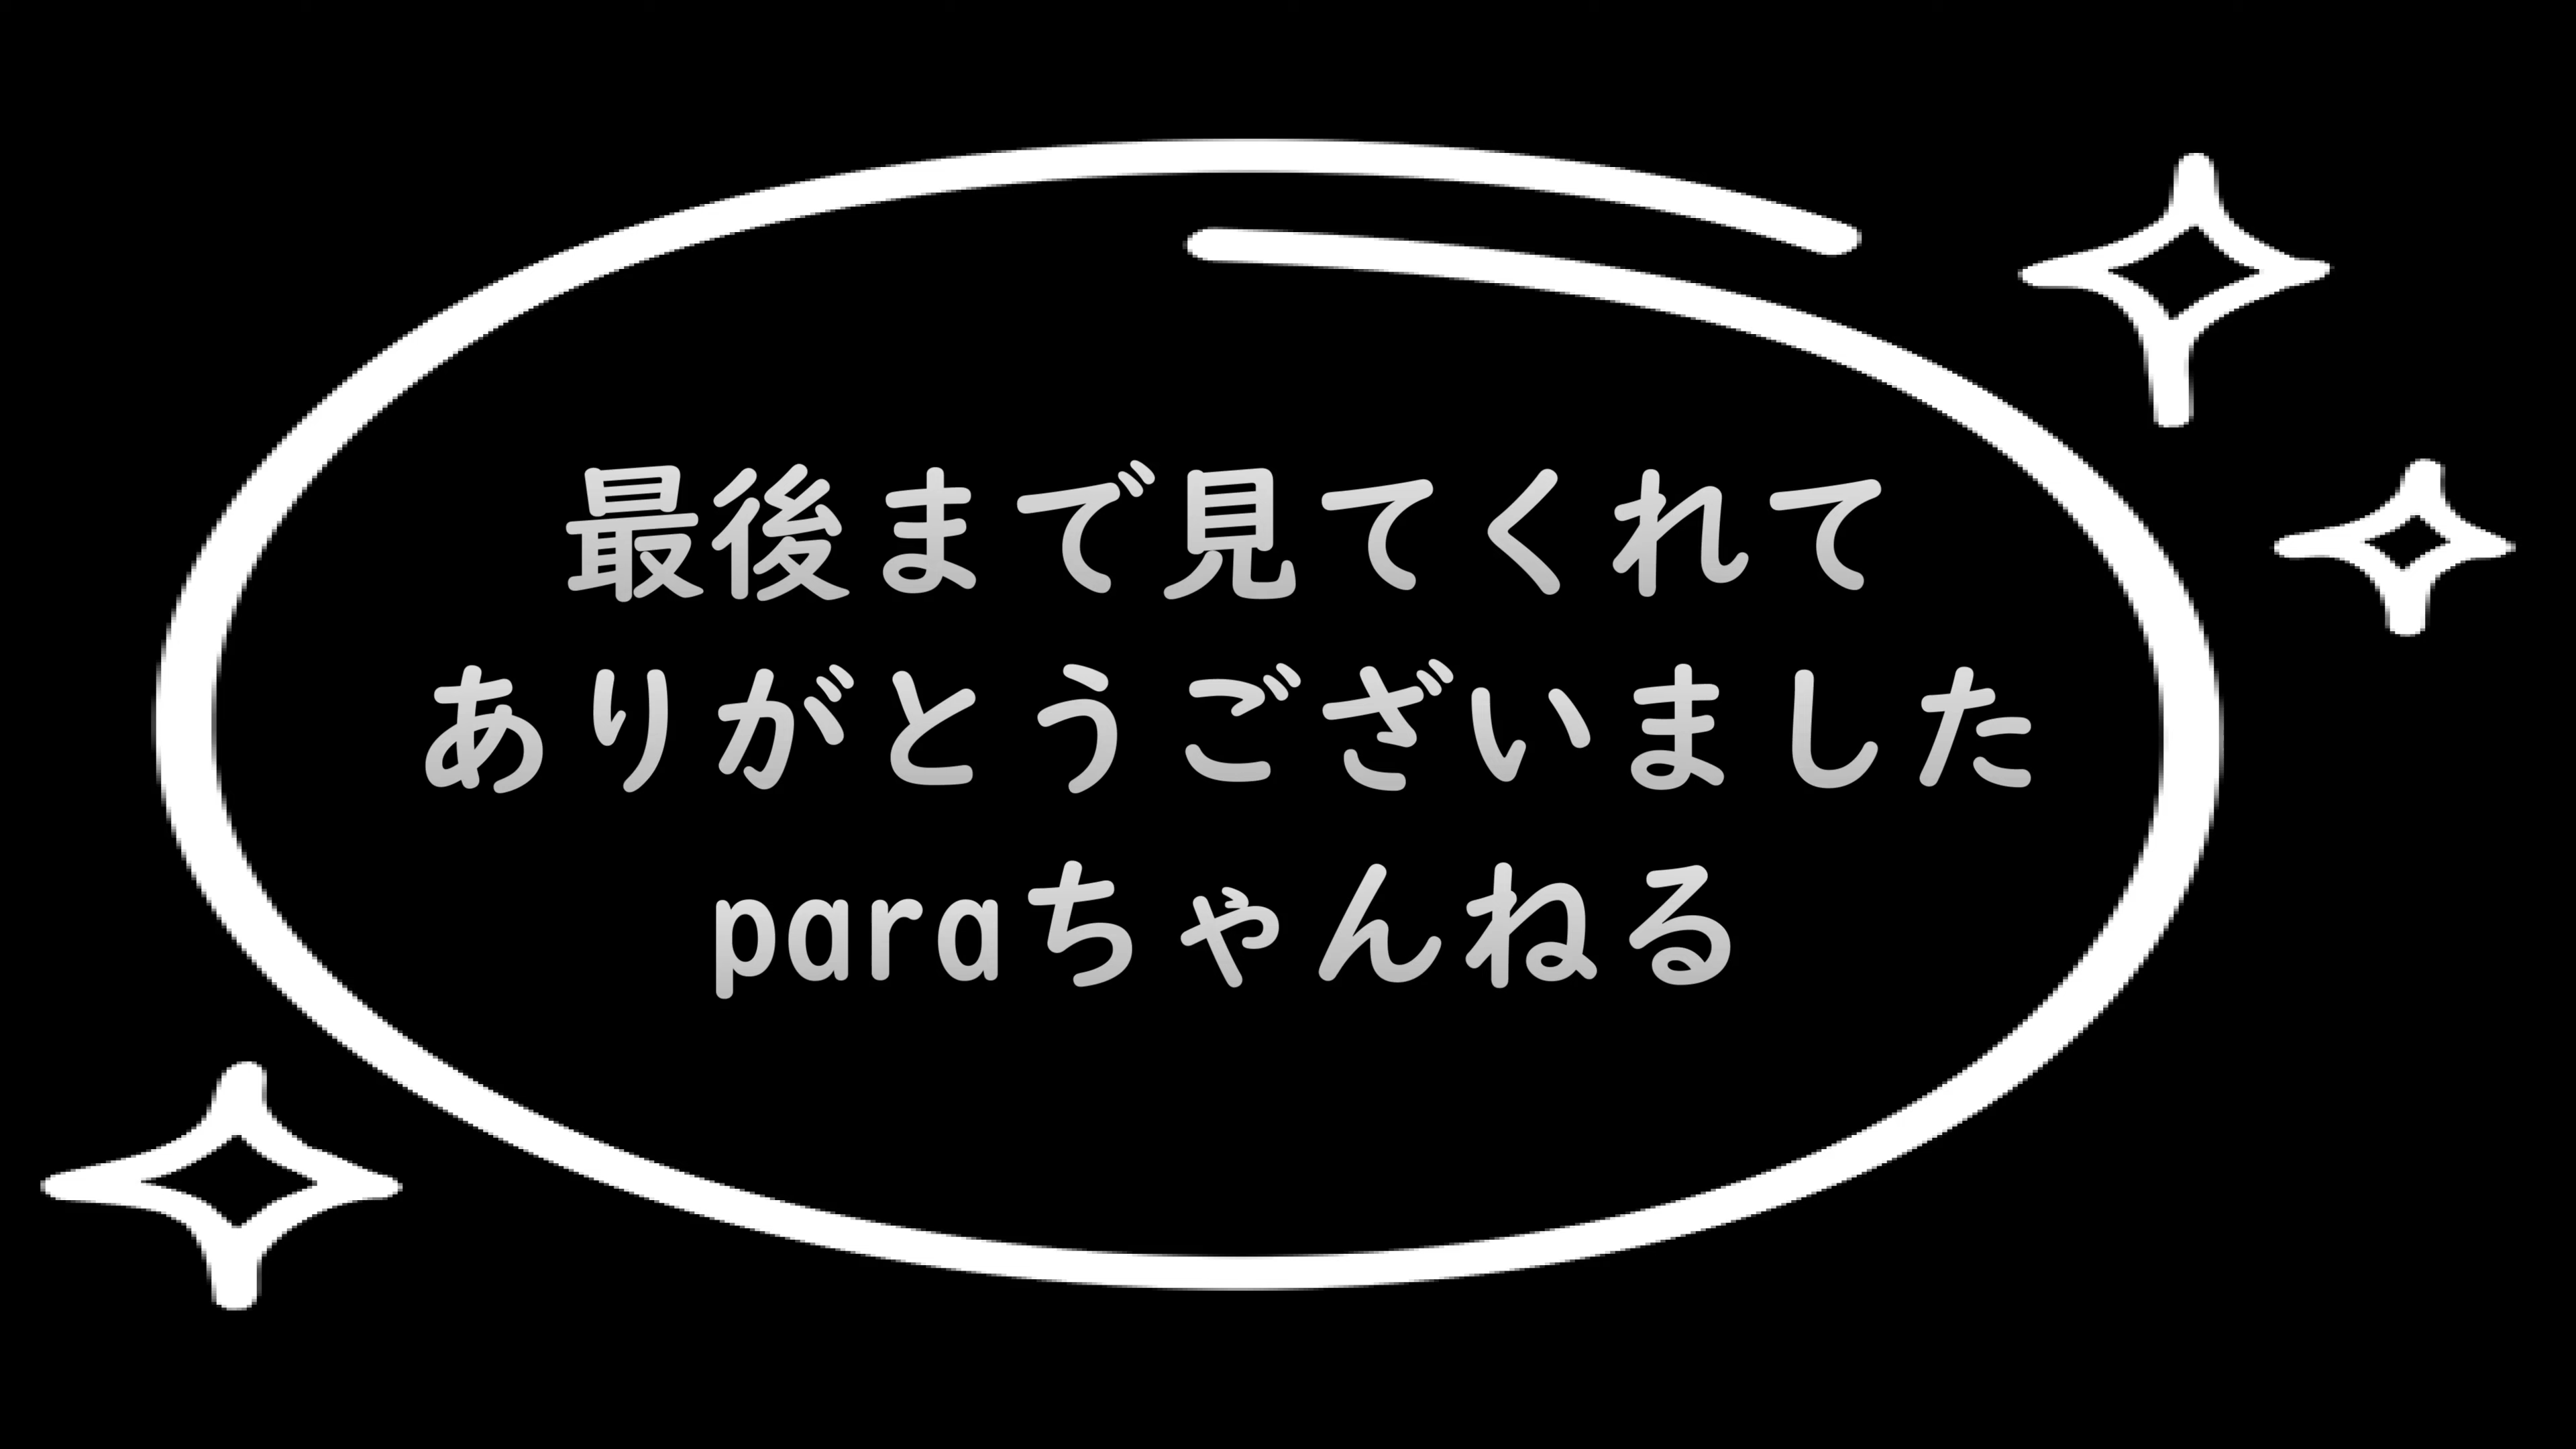 最後まで見てくれて
ありがとうございました
paraちゃんねる